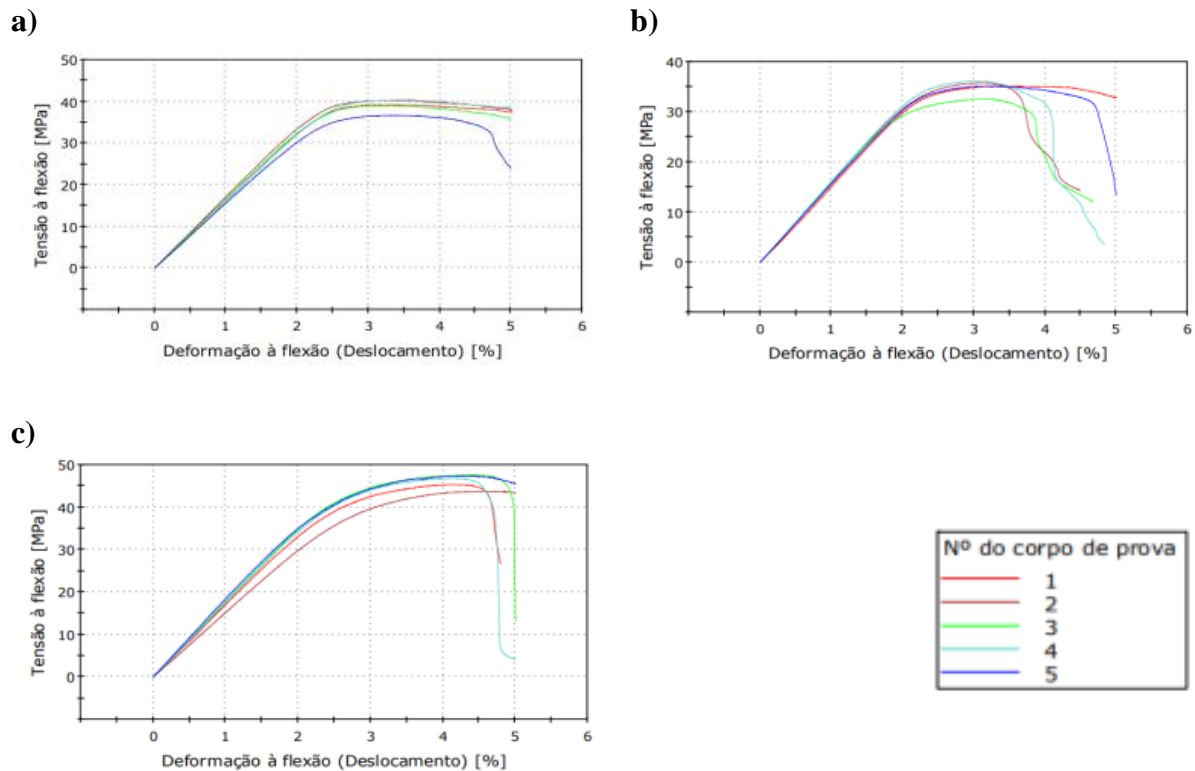 a)
50
40
30
20
10
0
Tensão à flexão [MPa]
0 1 2 3 4 5 6
Deformação à flexão (Deslocamento) [%]
b)
40
30
20
10
0
Tensão à flexão [MPa]
0 1 2 3 4 5 6
Deformação à flexão (Deslocamento) [%]
c)
50
40
30
20
10
0
Tensão à flexão [MPa]
0 1 2 3 4 5 6
Deformação à flexão (Deslocamento) [%]
Nº do corpo de prova
1
2
3
4
5